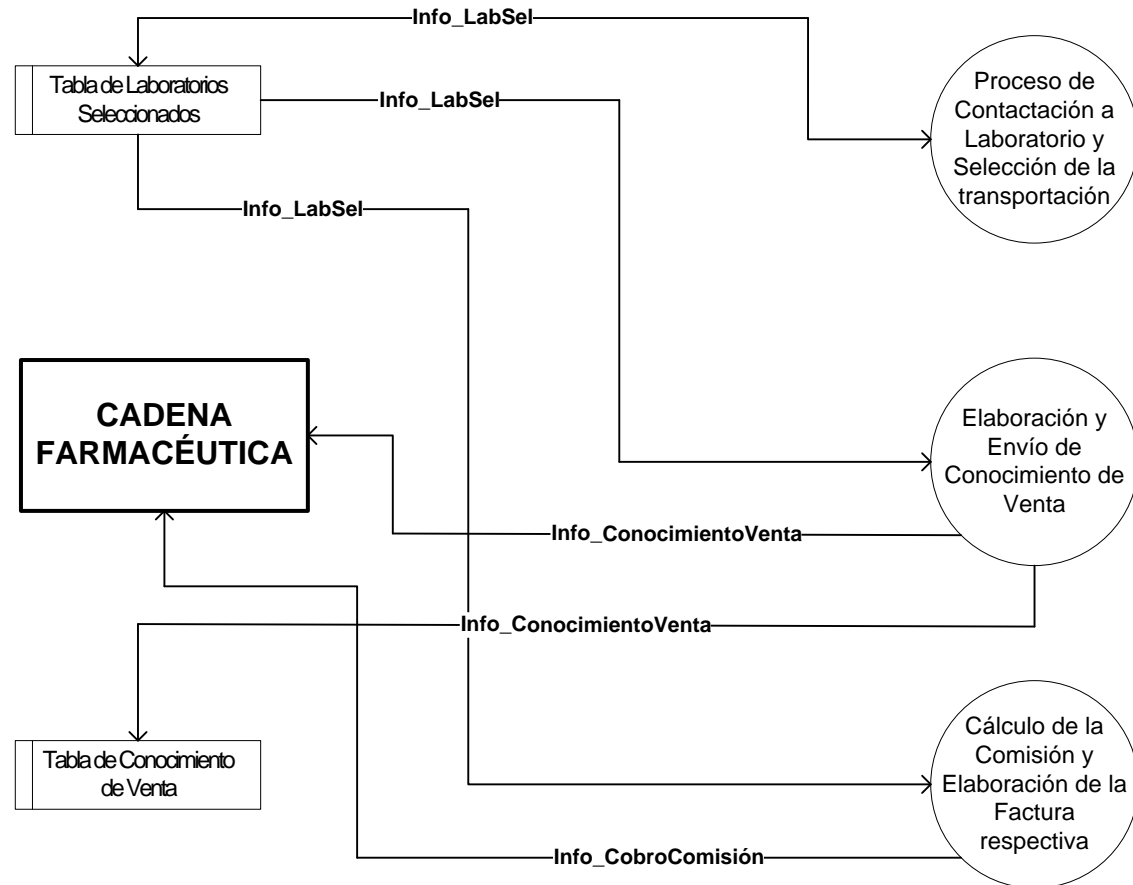 Info_LabSel
Tabla de Laboratorios
Seleccionados
Info_LabSel
Proceso de
Contactación a
Laboratorio y
Selección de la
transportación
Info_LabSel
CADENA
FARMACÉUTICA
Elaboración y
Envío de
Conocimiento de
Venta
Info_ConocimientoVenta
Info_ConocimientoVenta
Tabla de Conocimiento
de Venta
Cálculo de la
Comisión y
Elaboración de la
Factura
respectiva
Info_CobroComisión